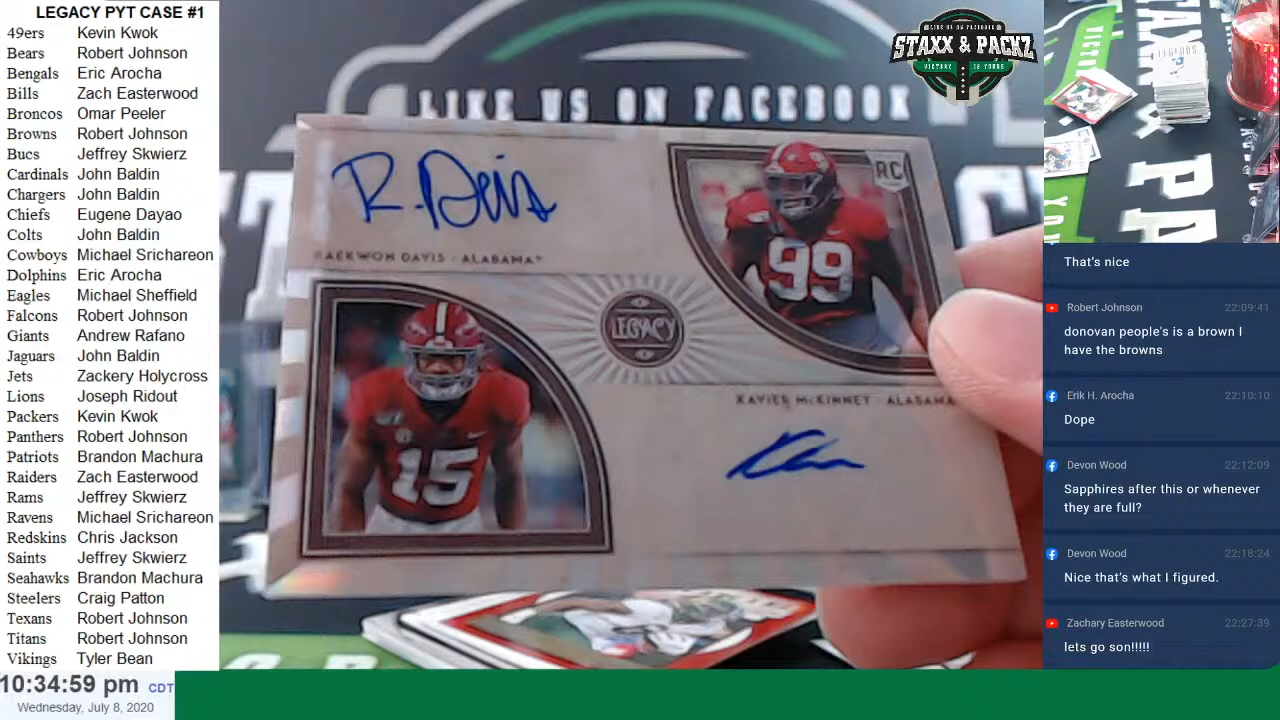 LEGACY PYT CASE #1
49ers Kevin Kwok
Bears Robert Johnson
Bengals Eric Arocha
Bills Zach Easterwood
Broncos Omar Peeler
Browns Robert Johnson
Bucs Jeffrey Skwierz
Cardinals John Baldin
Chargers John Baldin
Chiefs Eugene Dayao
Colts John Baldin
Cowboys Michael Srichareon
Dolphins Eric Arocha
Eagles Michael Sheffield
Falcons Robert Johnson
Giants Andrew Rafano
Jaguars John Baldin
Jets Zackery Holycross
Lions Joseph Ridout
Packers Kevin Kwok
Panthers Robert Johnson
Patriots Brandon Machura
Raiders Zach Easterwood
Rams Jeffrey Skwierz
Ravens Michael Srichareon
Redskins Chris Jackson
Saints Jeffrey Skwierz
Seahawks Brandon Machura
Steelers Craig Patton
Texans Robert Johnson
Titans Robert Johnson
Vikings Tyler Bean
10:34:59 pm CDT
Wednesday, July 8, 2020
LIKE US ON FACEBOOK
R. Davis
RAEKWON DAVIS - ALABAMA
RC
99
LEGACY
15
XAVIER McKINNEY - ALABAMA
LIKE US ON FACEBOOK
STAXX & PACKZ
VICTORY IS YOURS
LEGENDS
That's nice
Robert Johnson 22:09:41
donovan people's is a brown I
have the browns
Erik H. Arocha 22:10:10
Dope
Devon Wood 22:12:09
Sapphires after this or whenever
they are full?
Devon Wood 22:18:24
Nice that's what I figured.
Zachary Easterwood 22:27:39
lets go son!!!!!